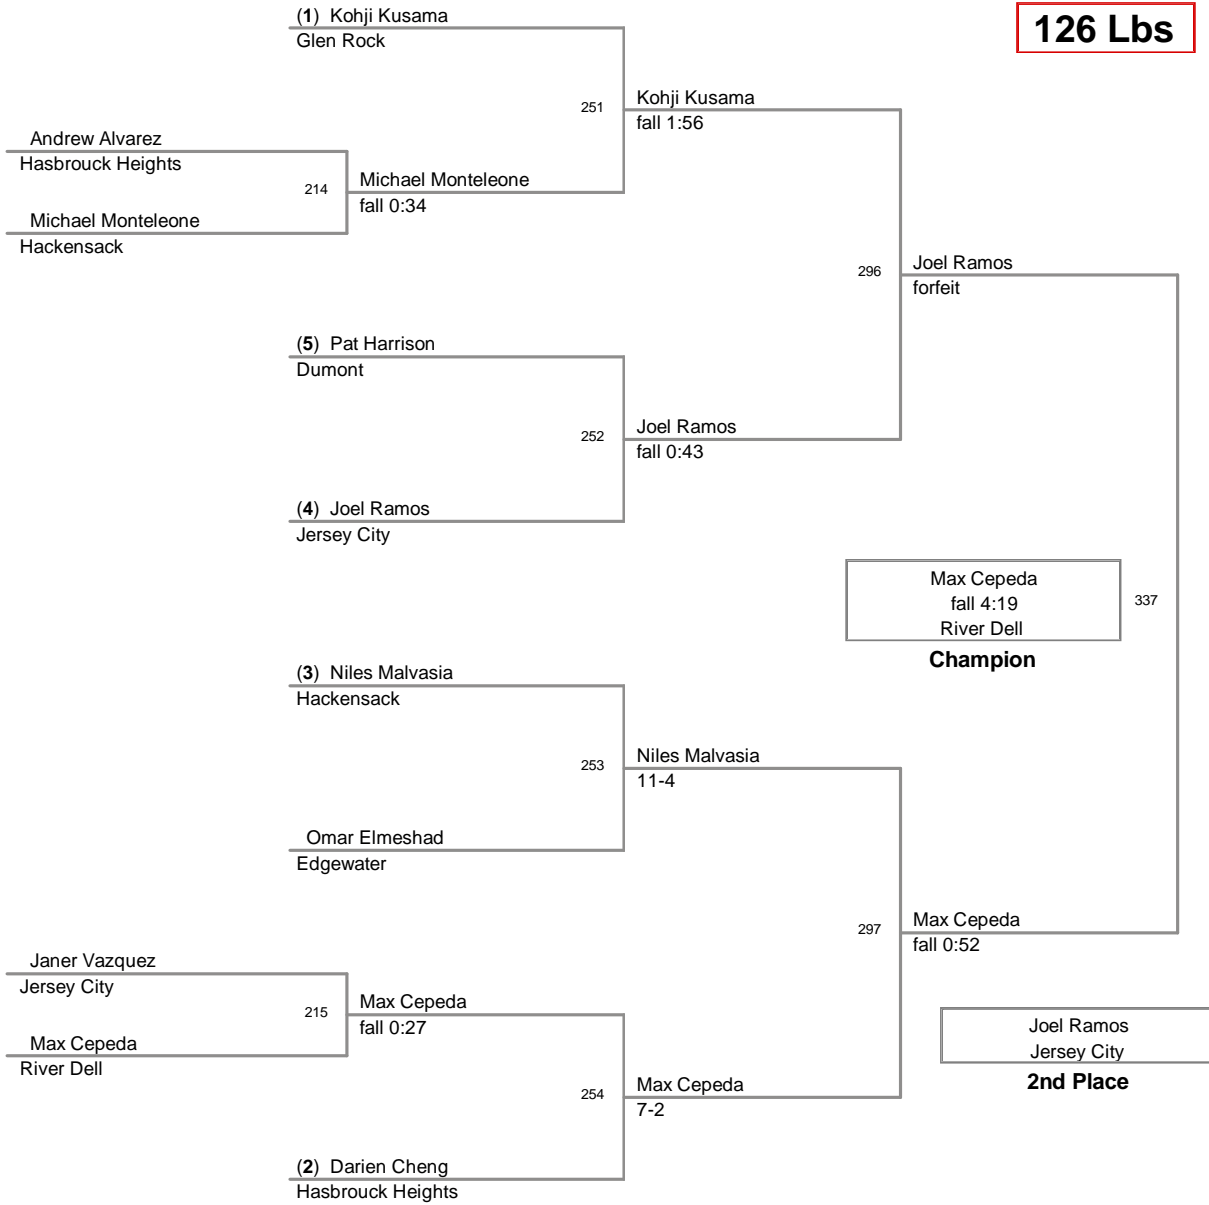 126 Lbs
(1) Kohji Kusama
Glen Rock
251
Kohji Kusama
fall 1:56
Andrew Alvarez
Hasbrouck Heights
214
Michael Monteleone
fall 0:34
Michael Monteleone
Hackensack
296
Joel Ramos
forfeit
(5) Pat Harrison
Dumont
252
Joel Ramos
fall 0:43
(4) Joel Ramos
Jersey City
Max Cepeda
fall 4:19
River Dell
337
Champion
(3) Niles Malvasia
Hackensack
253
Niles Malvasia
11-4
Omar Elmeshad
Edgewater
297
Max Cepeda
fall 0:52
Janer Vazquez
Jersey City
215
Max Cepeda
fall 0:27
Max Cepeda
River Dell
Joel Ramos
Jersey City
2nd Place
254
Max Cepeda
7-2
(2) Darien Cheng
Hasbrouck Heights